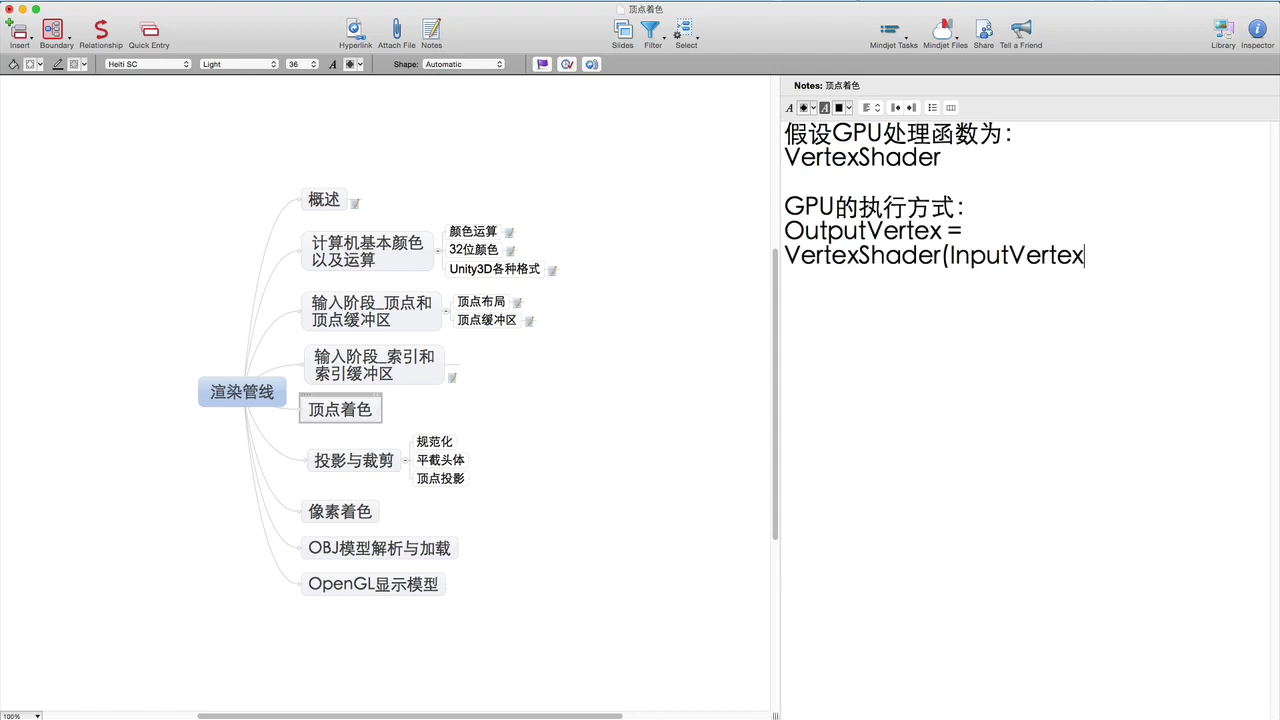 顶点着色
Insert
Boundary
Relationship
Quick Entry
Hyperlink
Attach File
Notes
Slides
Filter
Select
Mindjet Tasks
Mindjet Files
Share
Tell a Friend
Library
Inspector
Heiti SC
Light
36
A
Shape:
Automatic
Notes: 顶点着色
A
A
假设GPU处理函数为：
VertexShader
GPU的执行方式：
OutputVertex =
VertexShader(InputVertex
概述
计算机基本颜色
以及运算
颜色运算
32位颜色
Unity3D各种格式
输入阶段_顶点和
顶点缓冲区
顶点布局
顶点缓冲区
输入阶段_索引和
索引缓冲区
渲染管线
顶点着色
投影与裁剪
规范化
平截头体
顶点投影
像素着色
OBJ模型解析与加载
OpenGL显示模型
100%